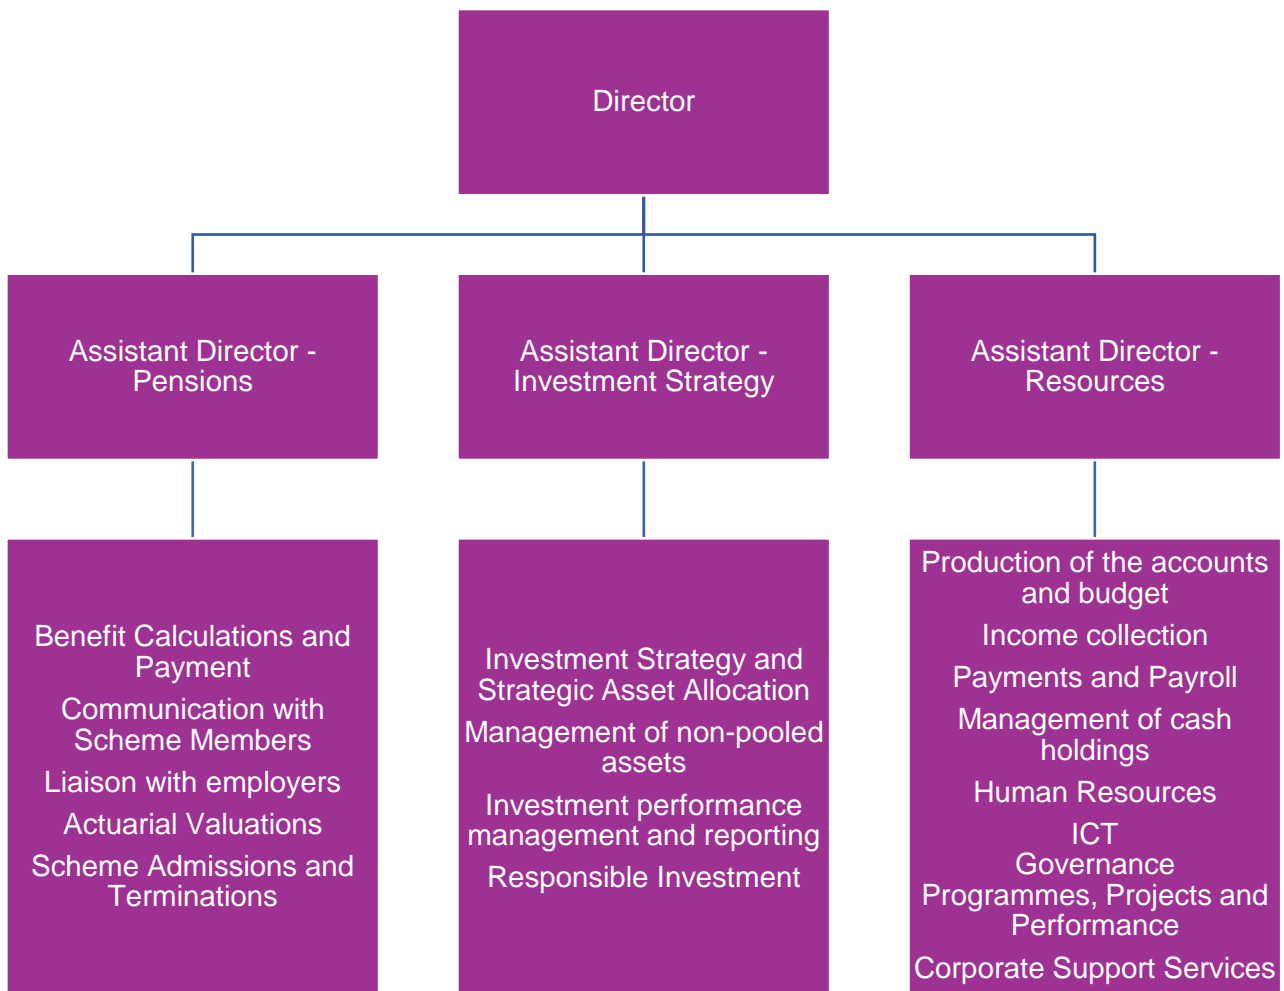 Director
Assistant Director -
Pensions
Assistant Director -
Investment Strategy
Assistant Director -
Resources
Benefit Calculations and
Payment
Communication with
Scheme Members
Liaison with employers
Actuarial Valuations
Scheme Admissions and
Terminations
Investment Strategy and
Strategic Asset Allocation
Management of non-pooled
assets
Investment performance
management and reporting
Responsible Investment
Production of the accounts
and budget
Income collection
Payments and Payroll
Management of cash
holdings
Human Resources
ICT
Governance
Programmes, Projects and
Performance
Corporate Support Services